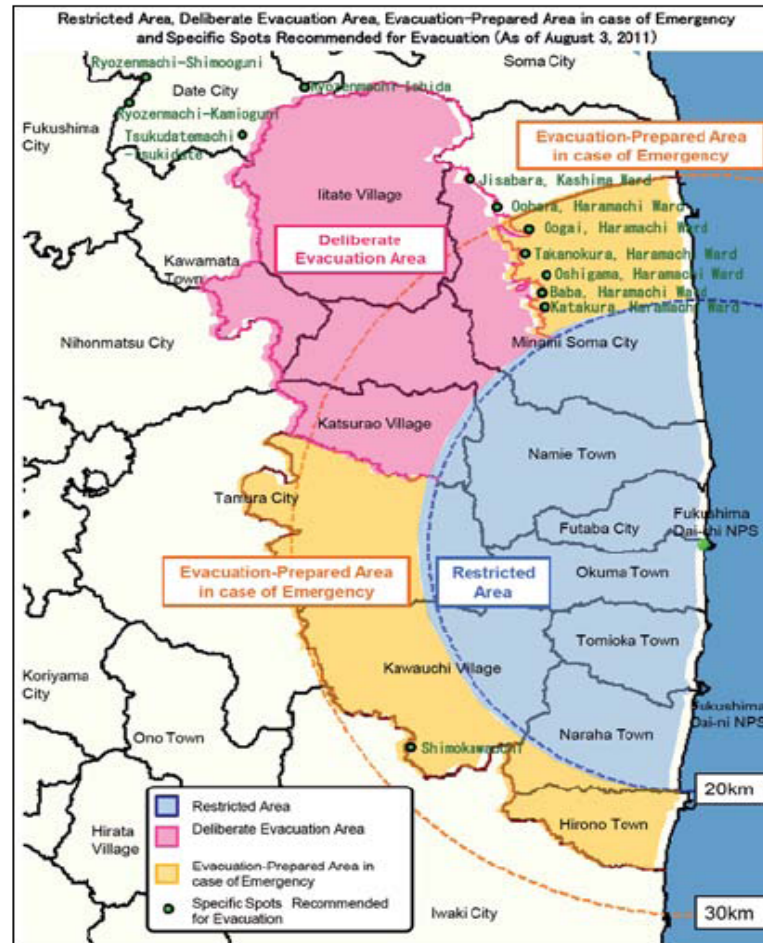 Restricted Area, Deliberate Evacuation Area, Evacuation-Prepared Area in case of Emergency
and Specific Spots Recommended for Evacuation (As of August 3, 2011)
Ryozenmachi-Shimooguni
Soma City
Date City
Ryozenmachi-Ishida
Ryozenmachi-Kamioguni
Fukushima
City
Tsukudatemachi
-Tsukidate
Evacuation-Prepared Area
in case of Emergency
Jisabara, Kashima Ward
Iitate Village
Oohara, Haramachi Ward
Oogai, Haramachi Ward
Deliberate
Evacuation Area
Takanokura, Haramachi Ward
Kawamata
Town
Oshigama, Haramachi Ward
Baba, Haramachi Ward
Katakura, Haramachi Ward
Nihonmatsu City
Minami Soma City
Katsurao Village
Namie Town
Tamura City
Futaba City
Fukushima
Dai-ichi NPS
Evacuation-Prepared Area
in case of Emergency
Restricted
Area
Okuma Town
Tomioka Town
Kawauchi Village
Koriyama
City
Fukushima
Dai-ni NPS
Ono Town
Naraha Town
Shimokawauchi
20km
Restricted Area
Deliberate Evacuation Area
Hirono Town
Hirata
Village
Evacuation-Prepared Area in
case of Emergency
Specific Spots Recommended
for Evacuation
Iwaki City
30km